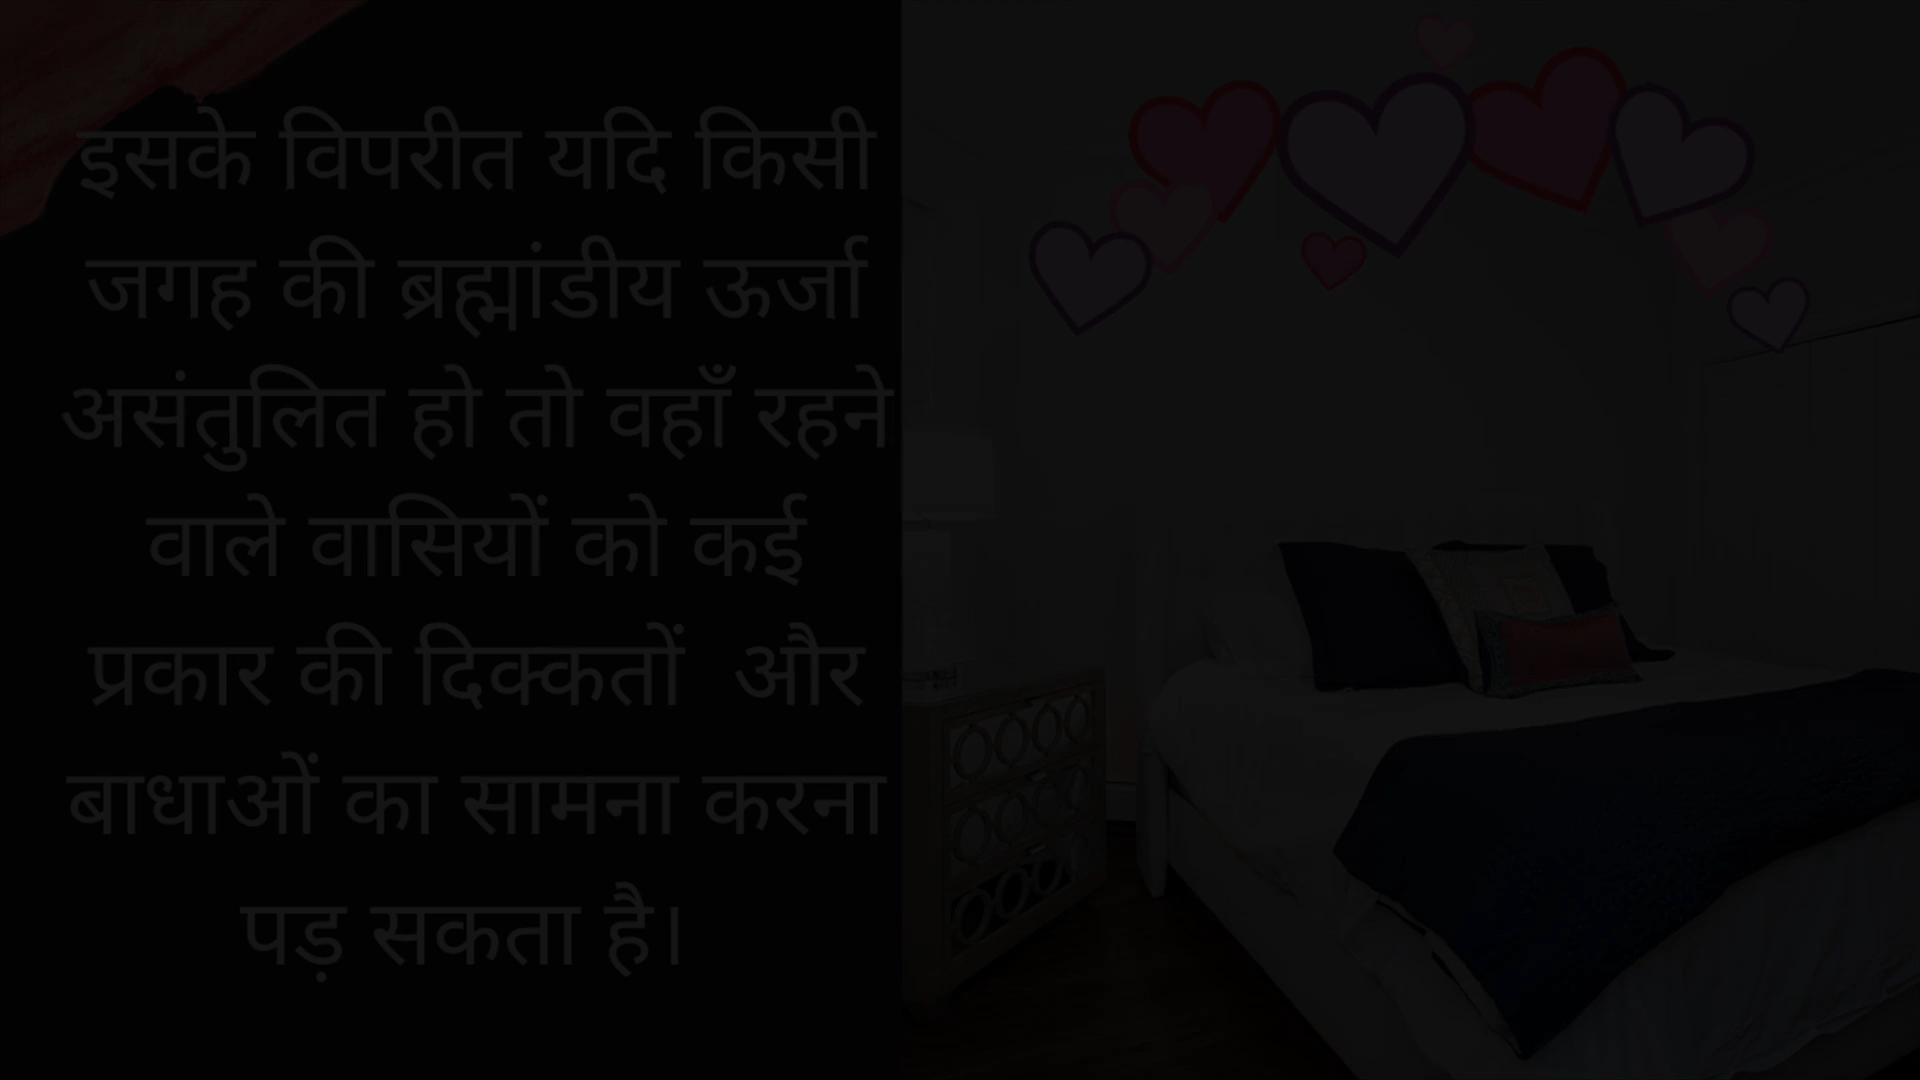 इसके विपरीत यदि किसी
जगह की ब्रह्मांडीय ऊर्जा
असंतुलित हो तो वहाँ रहने
वाले वासियों को कई
प्रकार की दिक्कतों  और
बाधाओं का सामना करना
पड़ सकता है।